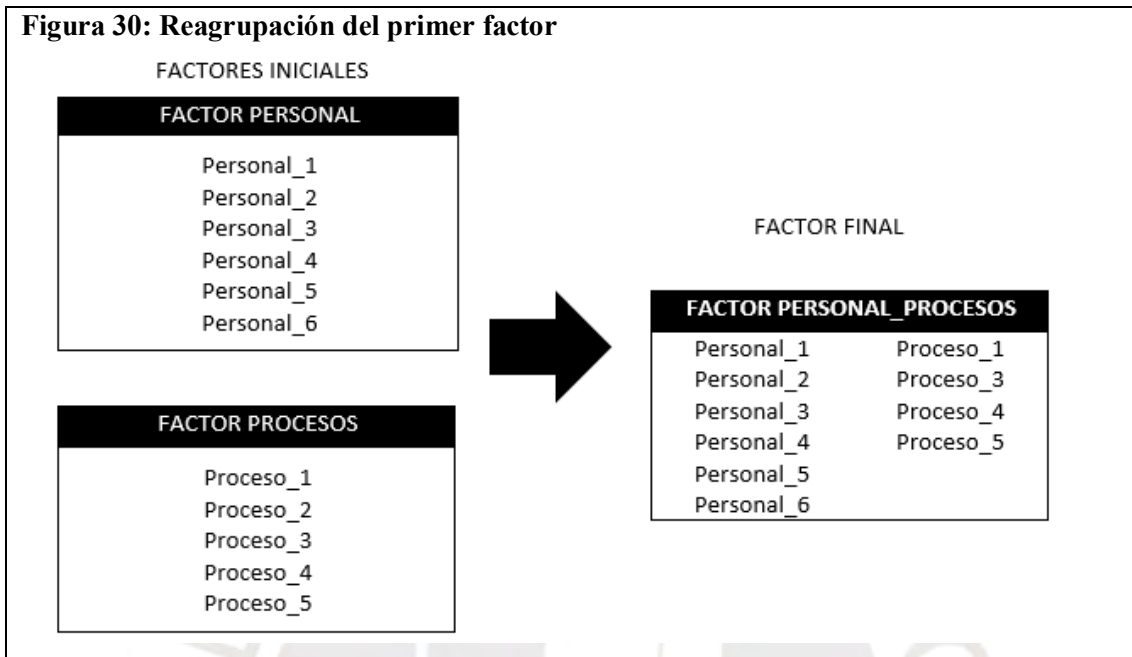 Figura 30: Reagrupación del primer factor
FACTORES INICIALES
FACTOR PERSONAL
Personal_1
Personal_2
Personal_3
Personal_4
Personal_5
Personal_6
FACTOR PROCESOS
Proceso_1
Proceso_2
Proceso_3
Proceso_4
Proceso_5
FACTOR FINAL
FACTOR PERSONAL_PROCESOS
Personal_1 Proceso_1
Personal_2 Proceso_3
Personal_3 Proceso_4
Personal_4 Proceso_5
Personal_5
Personal_6